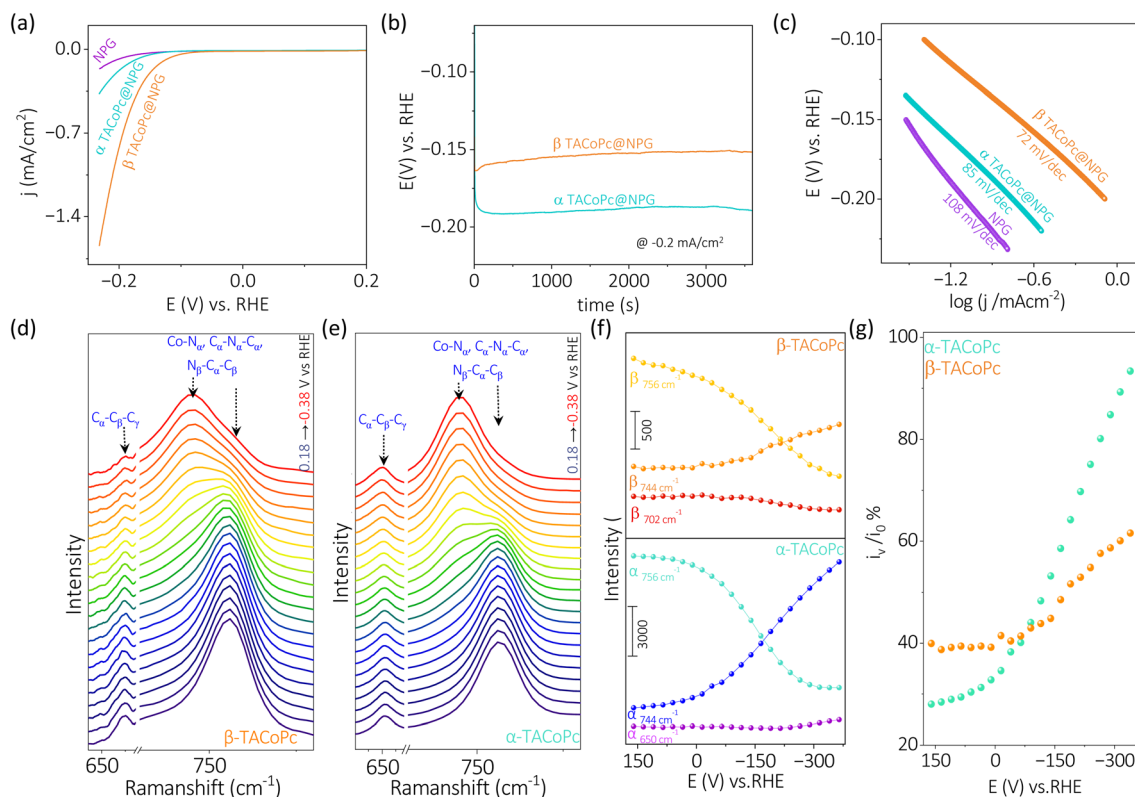 (a)
NPG
α TACoPc@NPG
β TACoPc@NPG
0.0
−0.7
−1.4
j (mA/cm²)
−0.2
0.0
0.2
E (V) vs. RHE
(b)
−0.10
−0.15
−0.20
E(V) vs. RHE
β TACoPc@NPG
α TACoPc@NPG
@ -0.2 mA/cm²
0
1000
2000
3000
time (s)
(c)
−0.10
−0.15
−0.20
E (V) vs. RHE)
β TACoPc@NPG
72 mV/dec
α TACoPc@NPG
85 mV/dec
NPG
108 mV/dec
−1.2
−0.6
0.0
log (j /mAcm⁻²)
(d)
Co-Nα, Cα-Nα-Cα,
Nβ-Cα-Cβ
Cα-Cβ-Cγ
0.18 → -0.38 V vs RHE
Intensity
β-TACoPc
650
750
Ramanshift (cm⁻¹)
(e)
Co-Nα, Cα-Nα-Cα,
Nβ-Cα-Cβ
Cα-Cβ-Cγ
0.18 → -0.38 V vs RHE
Intensity
α-TACoPc
650
750
Ramanshift (cm⁻¹)
(f)
β-TACoPc
β 756 cm⁻¹
500
β 744 cm⁻¹
β 702 cm⁻¹
Intensity (
α-TACoPc
α 756 cm⁻¹
3000
α 744 cm⁻¹
α 650 cm⁻¹
150
0
−150
−300
E (V) vs.RHE
(g)
α-TACoPc
β-TACoPc
100
80
60
40
20
iᵥ/i₀ %
150
0
−150
−300
E (V) vs.RHE